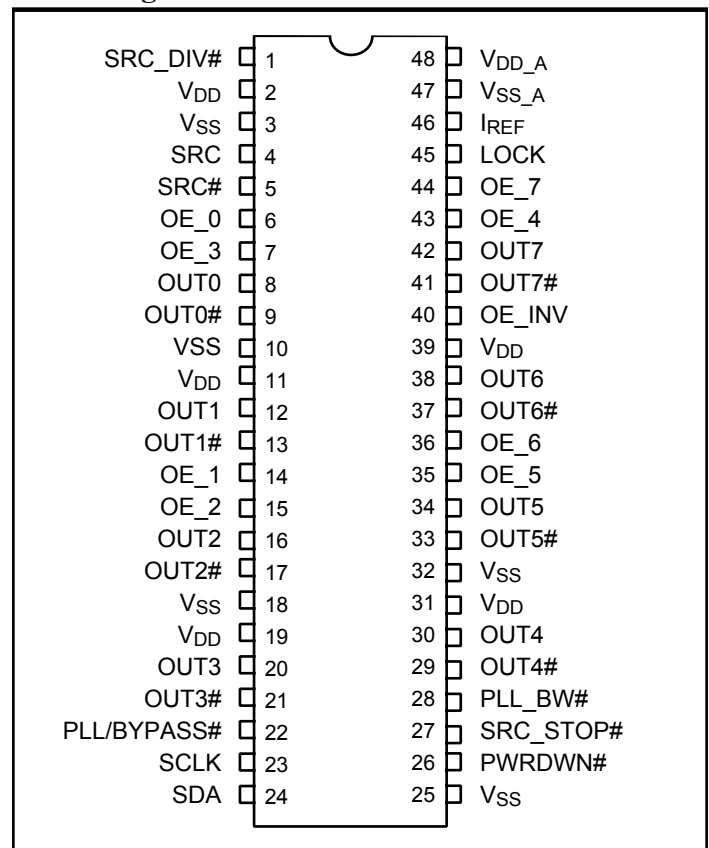 SRC_DIV# 1 48 VDD_A
VDD 2 47 VSS_A
VSS 3 46 IREF
SRC 4 45 LOCK
SRC# 5 44 OE_7
OE_0 6 43 OE_4
OE_3 7 42 OUT7
OUT0 8 41 OUT7#
OUT0# 9 40 OE_INV
VSS 10 39 VDD
VDD 11 38 OUT6
OUT1 12 37 OUT6#
OUT1# 13 36 OE_6
OE_1 14 35 OE_5
OE_2 15 34 OUT5
OUT2 16 33 OUT5#
OUT2# 17 32 VSS
VSS 18 31 VDD
VDD 19 30 OUT4
OUT3 20 29 OUT4#
OUT3# 21 28 PLL_BW#
PLL/BYPASS# 22 27 SRC_STOP#
SCLK 23 26 PWRDWN#
SDA 24 25 VSS